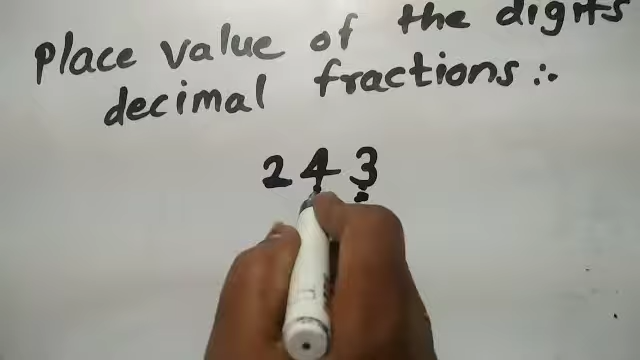 Place value of the digits
decimal fractions :-
243